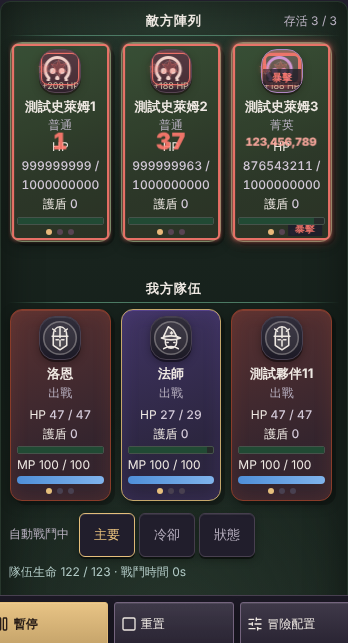 敵方陣列
存活 3 / 3
+208 HP
測試史萊姆1
普通
HP
1
999999999 /
1000000000
護盾 0
+188 HP
測試史萊姆2
普通
HP
37
999999963 /
1000000000
護盾 0
暴擊
測試史萊姆3
菁英
HP
123,456,789
876543211 /
1000000000
護盾 0
暴擊
我方隊伍
洛恩
出戰
HP 47 / 47
護盾 0
MP 100 / 100
法師
出戰
HP 27 / 29
護盾 0
MP 100 / 100
測試夥伴11
出戰
HP 47 / 47
護盾 0
MP 100 / 100
自動戰鬥中
主要
冷卻
狀態
隊伍生命 122 / 123 · 戰鬥時間 0s
暫停
重置
冒險配置